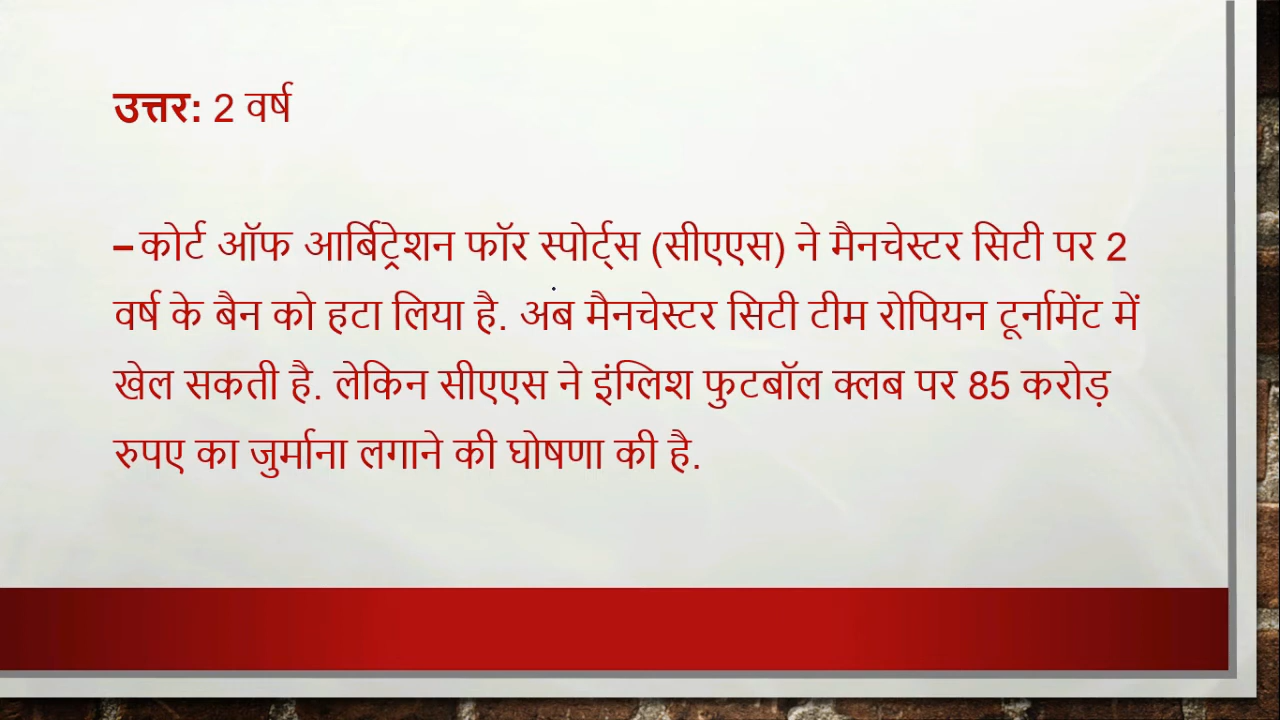 उत्तर: 2 वर्ष
– कोर्ट ऑफ आर्बिट्रेशन फॉर स्पोर्ट्स (सीएएस) ने मैनचेस्टर सिटी पर 2
वर्ष के बैन को हटा लिया है. अब मैनचेस्टर सिटी टीम रोपियन टूर्नामेंट में
खेल सकती है. लेकिन सीएएस ने इंग्लिश फुटबॉल क्लब पर 85 करोड़
रुपए का जुर्माना लगाने की घोषणा की है.